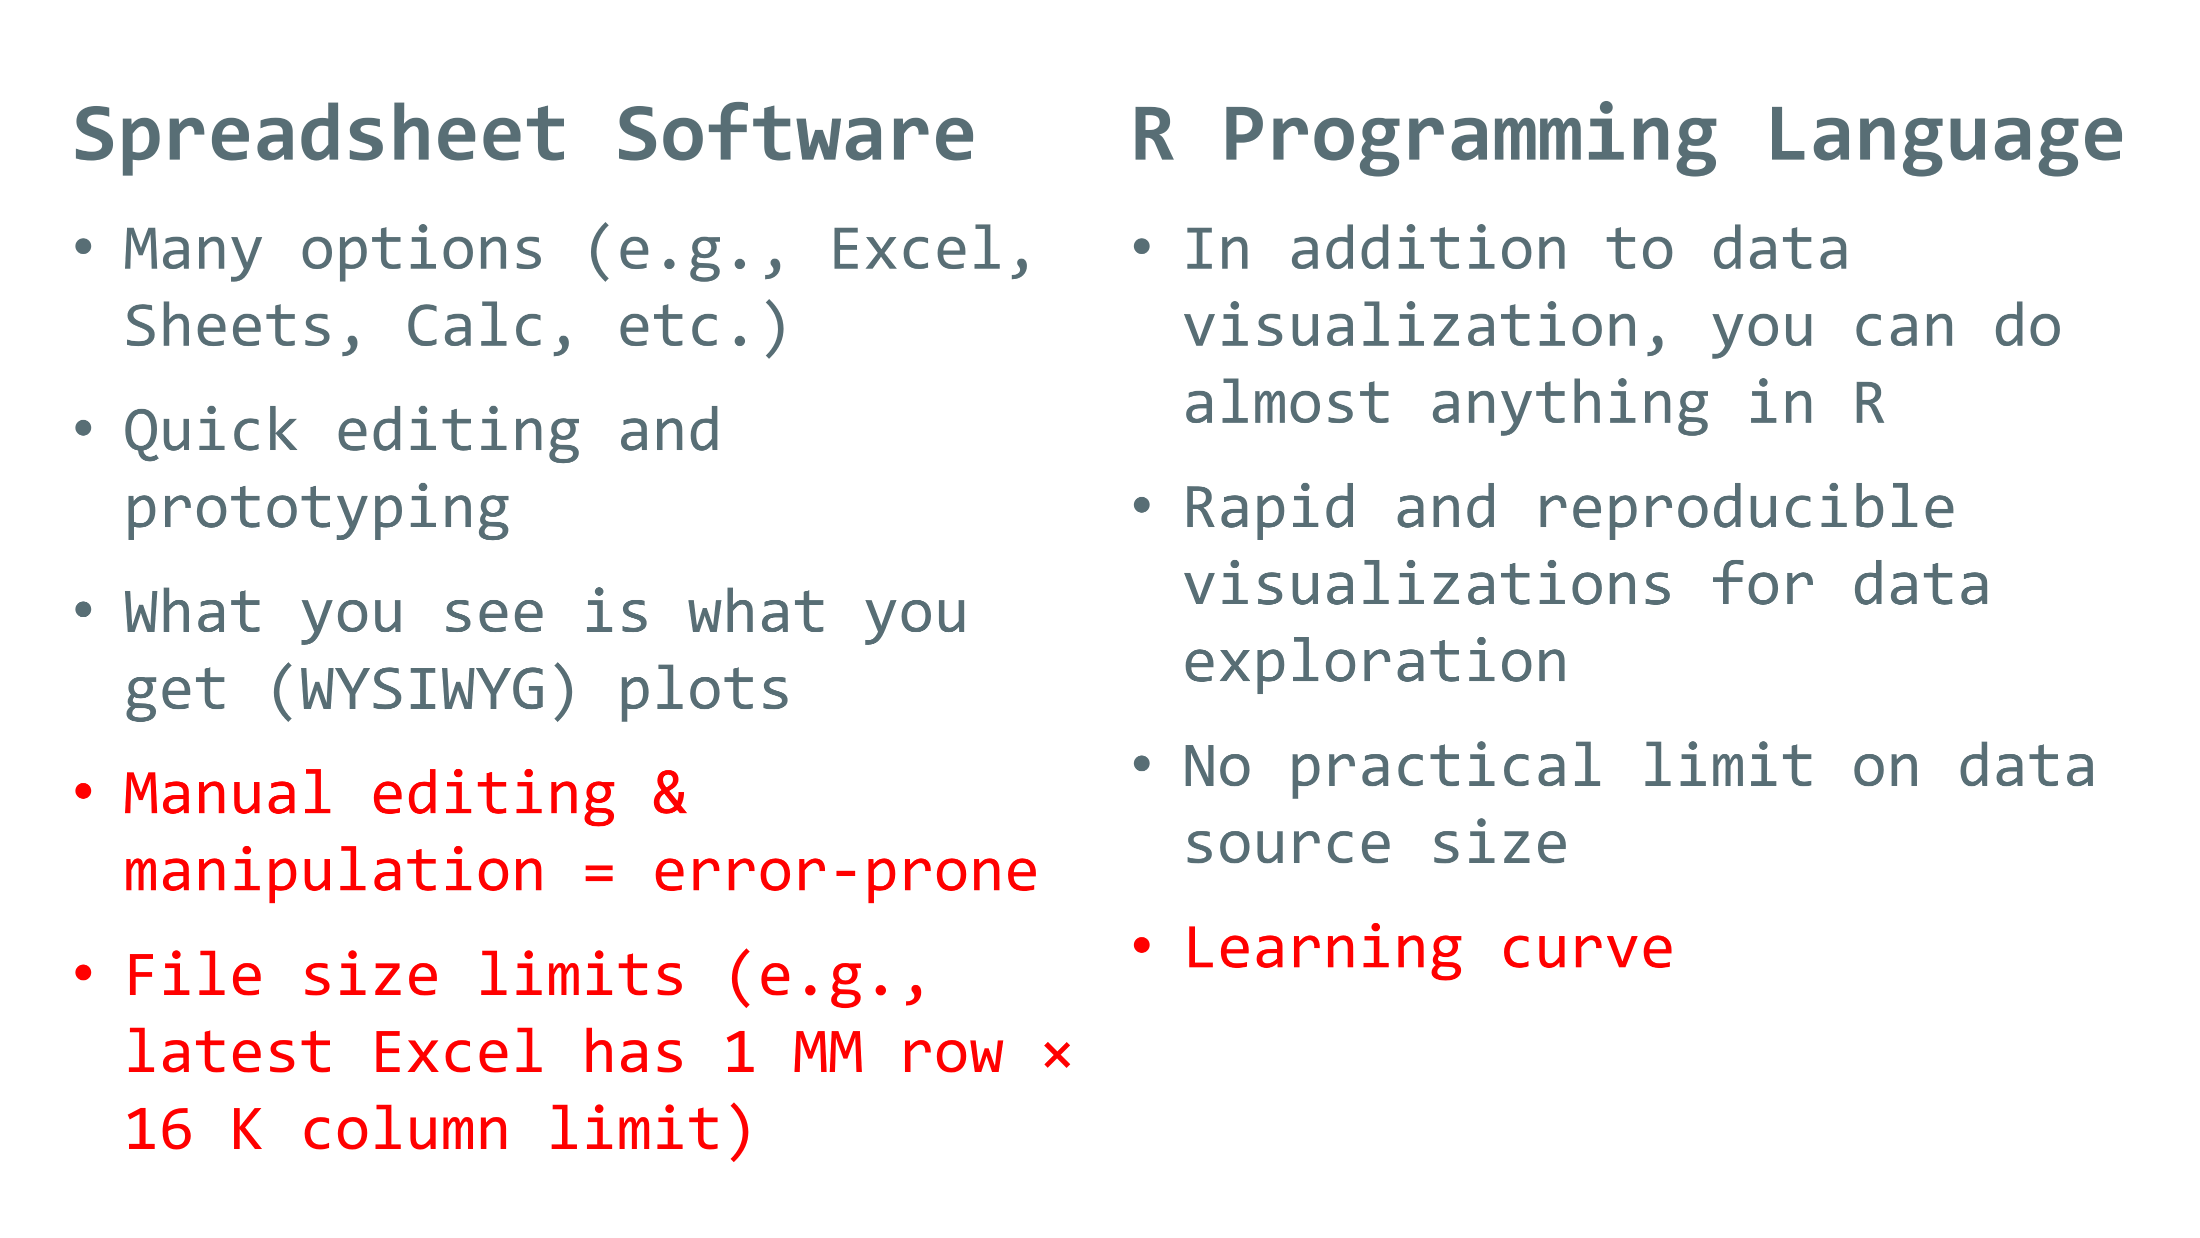 Spreadsheet Software
• Many options (e.g., Excel,
Sheets, Calc, etc.)
• Quick editing and
prototyping
• What you see is what you
get (WYSIWYG) plots
• Manual editing &
manipulation = error-prone
• File size limits (e.g.,
latest Excel has 1 MM row ×
16 K column limit)
R Programming Language
• In addition to data
visualization, you can do
almost anything in R
• Rapid and reproducible
visualizations for data
exploration
• No practical limit on data
source size
• Learning curve